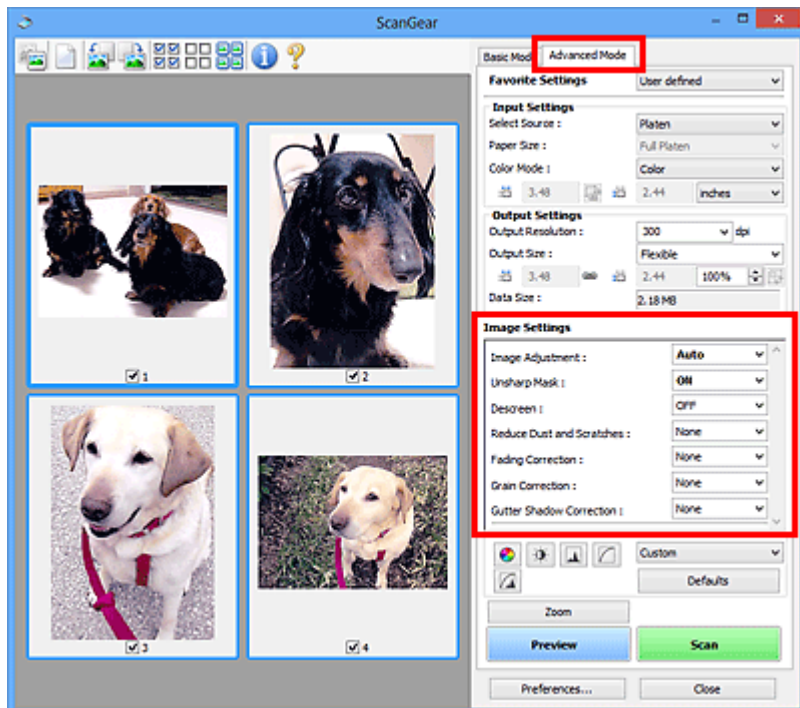 ScanGear
Basic Mode Advanced Mode
Favorite Settings User defined
Input Settings
Select Source : Platen
Paper Size : Full Platen
Color Mode : Color
3.48 2.44 inches
Output Settings
Output Resolution : 300 dpi
Output Size : Flexible
3.48 2.44 100%
Data Size : 2.18 MB
Image Settings
Image Adjustment : Auto
Unsharp Mask : ON
Descreen : OFF
Reduce Dust and Scratches : None
Fading Correction : None
Grain Correction : None
Gutter Shadow Correction : None
1 2
3 4
Custom
Defaults
Zoom
Preview Scan
Preferences... Close